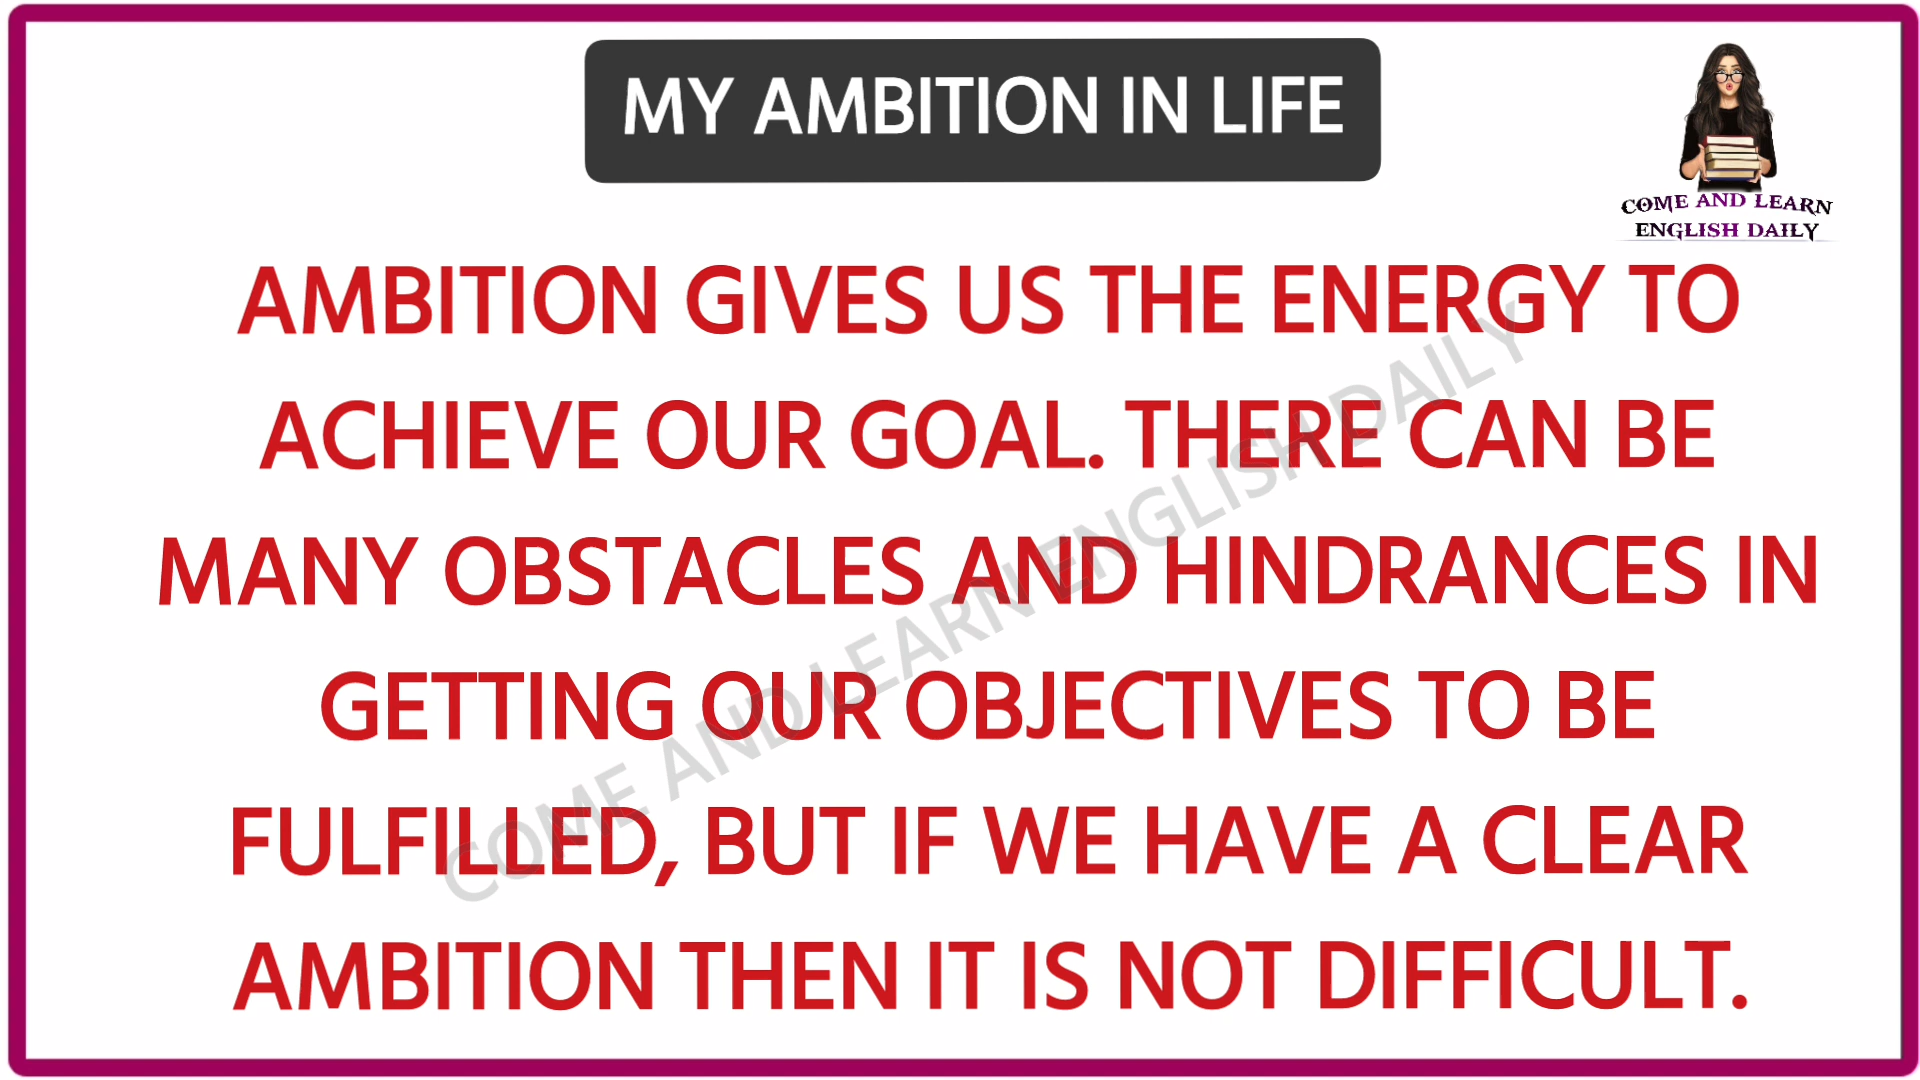 MY AMBITION IN LIFE
COME AND LEARN
ENGLISH DAILY
AMBITION GIVES US THE ENERGY TO
ACHIEVE OUR GOAL. THERE CAN BE
MANY OBSTACLES AND HINDRANCES IN
GETTING OUR OBJECTIVES TO BE
FULFILLED, BUT IF WE HAVE A CLEAR
AMBITION THEN IT IS NOT DIFFICULT.
COME AND LEARN ENGLISH DAILY